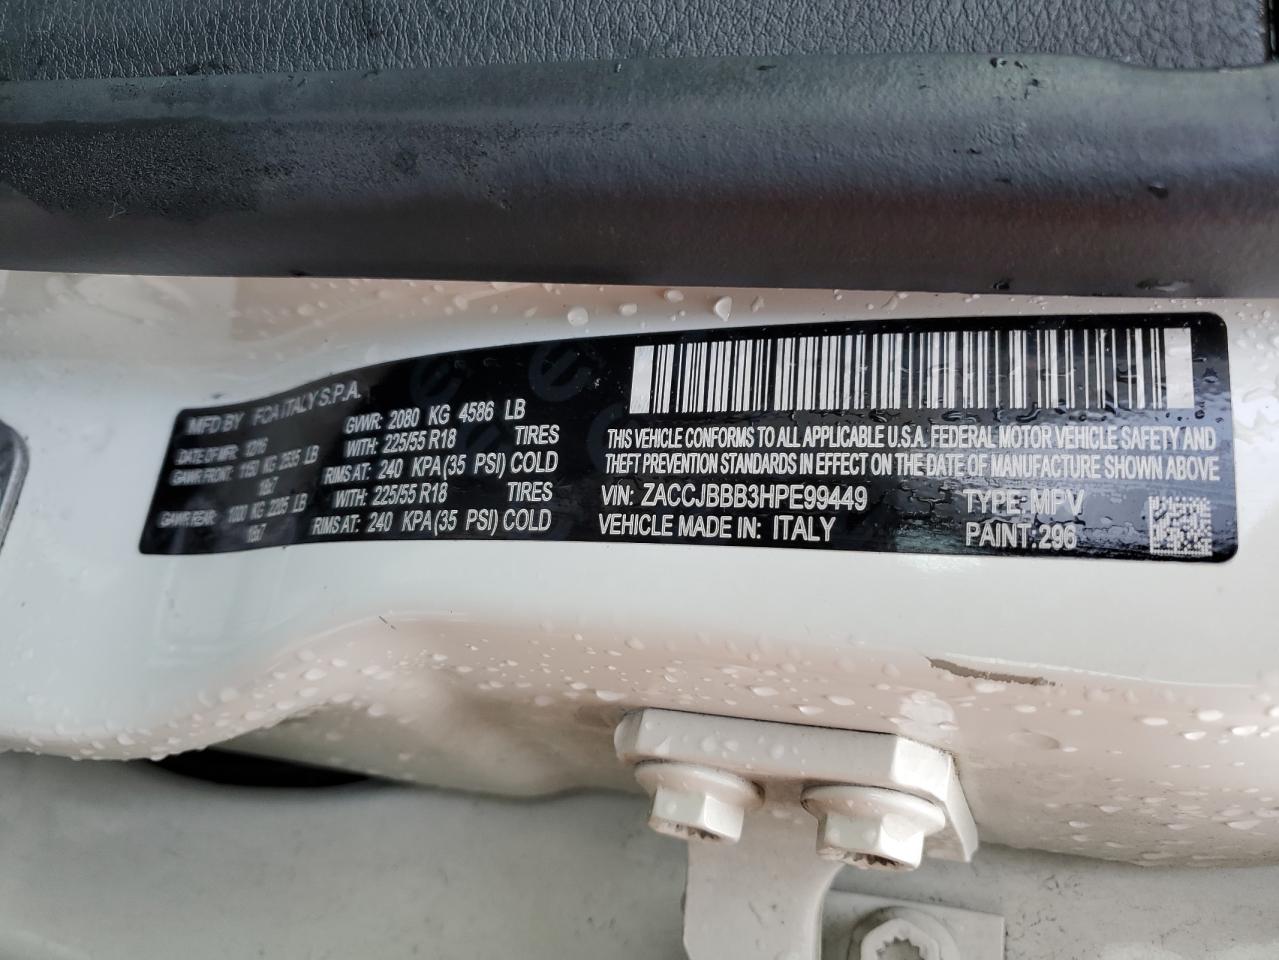 MFD BY FCA ITALY S.P.A.
DATE OF MFR: 1216 GVWR: 2080 KG 4586 LB
GAWR FRONT: 1150 KG 2535 LB WITH: 225/55 R18 TIRES
18x7 RIMS AT: 240 KPA (35 PSI) COLD
GAWR REAR: 1000 KG 2205 LB WITH: 225/55 R18 TIRES
18x7 RIMS AT: 240 KPA (35 PSI) COLD
THIS VEHICLE CONFORMS TO ALL APPLICABLE U.S.A. FEDERAL MOTOR VEHICLE SAFETY AND
THEFT PREVENTION STANDARDS IN EFFECT ON THE DATE OF MANUFACTURE SHOWN ABOVE
VIN: ZACCJBBB3HPE99449 TYPE: MPV
VEHICLE MADE IN: ITALY PAINT: 296